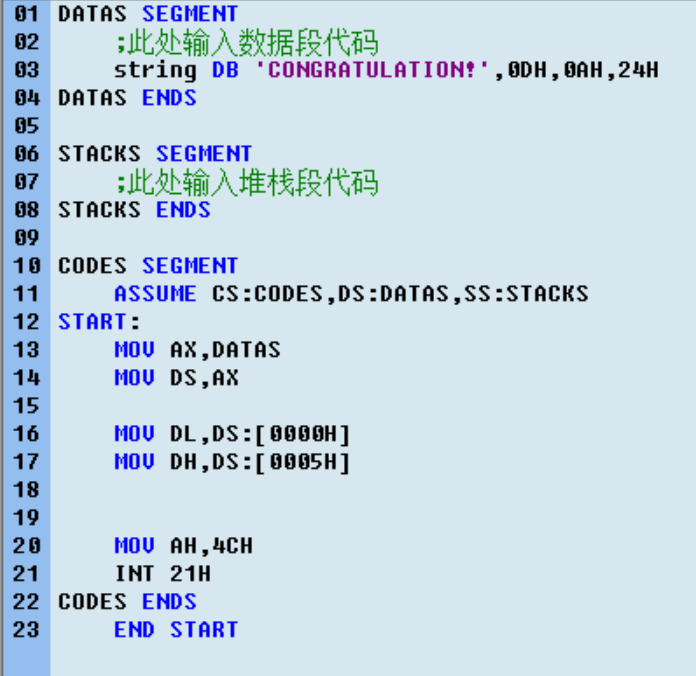 01 DATAS SEGMENT
02     ;此处输入数据段代码
03     string DB 'CONGRATULATION!',0DH,0AH,24H
04 DATAS ENDS
05
06 STACKS SEGMENT
07     ;此处输入堆栈段代码
08 STACKS ENDS
09
10 CODES SEGMENT
11     ASSUME CS:CODES,DS:DATAS,SS:STACKS
12 START:
13     MOV AX,DATAS
14     MOV DS,AX
15
16     MOV DL,DS:[0000H]
17     MOV DH,DS:[0005H]
18
19
20     MOV AH,4CH
21     INT 21H
22 CODES ENDS
23     END START